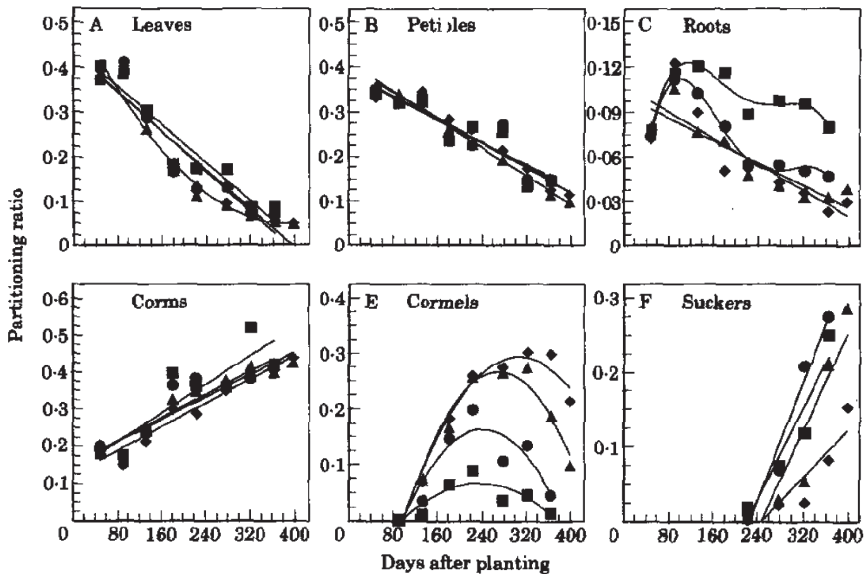 A Leaves
0·5
0·4
0·3
0·2
0·1
0
B Petioles
0·5
0·4
0·3
0·2
0·1
0
C Roots
0·15
0·12
0·09
0·06
0·03
0
Partitioning ratio
Corms
0·6
0·5
0·4
0·3
0·2
0·1
0 80 160 240 320 400
E Cormels
0·4
0·3
0·2
0·1
0 80 160 240 320 400
F Suckers
0·3
0·2
0·1
0 80 160 240 320 400
Days after planting